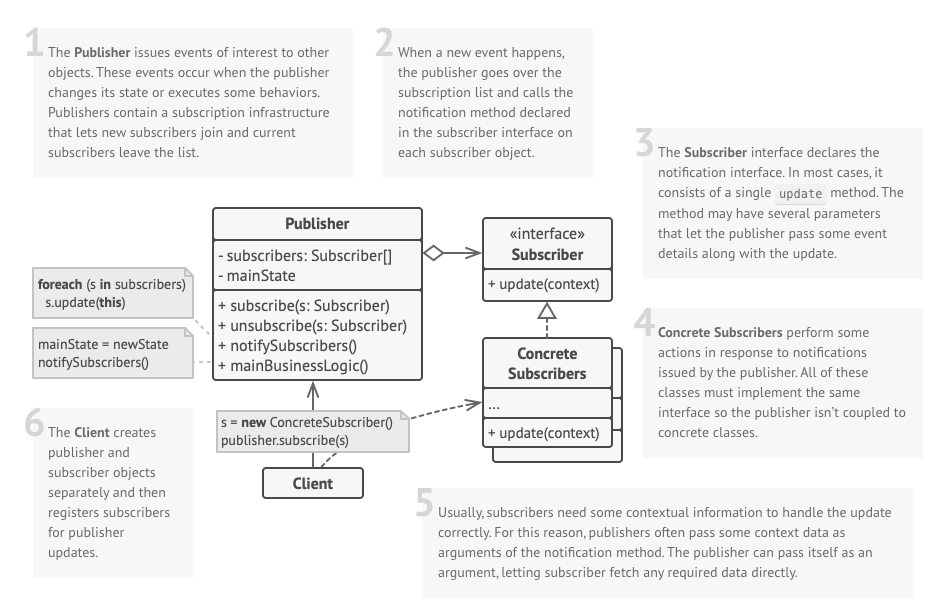 1
The Publisher issues events of interest to other
objects. These events occur when the publisher
changes its state or executes some behaviors.
Publishers contain a subscription infrastructure
that lets new subscribers join and current
subscribers leave the list.
2
When a new event happens,
the publisher goes over the
subscription list and calls the
notification method declared
in the subscriber interface on
each subscriber object.
3
The Subscriber interface declares the
notification interface. In most cases, it
consists of a single update method. The
method may have several parameters
that let the publisher pass some event
details along with the update.
Publisher
- subscribers: Subscriber[]
- mainState
+ subscribe(s: Subscriber)
+ unsubscribe(s: Subscriber)
+ notifySubscribers()
+ mainBusinessLogic()
«interface»
Subscriber
+ update(context)
foreach (s in subscribers)
s.update(this)
mainState = newState
notifySubscribers()
Concrete
Subscribers
...
+ update(context)
4
Concrete Subscribers perform some
actions in response to notifications
issued by the publisher. All of these
classes must implement the same
interface so the publisher isn't coupled to
concrete classes.
s = new ConcreteSubscriber()
publisher.subscribe(s)
Client
6
The Client creates
publisher and
subscriber objects
separately and then
registers subscribers
for publisher
updates.
5
Usually, subscribers need some contextual information to handle the update
correctly. For this reason, publishers often pass some context data as
arguments of the notification method. The publisher can pass itself as an
argument, letting subscriber fetch any required data directly.